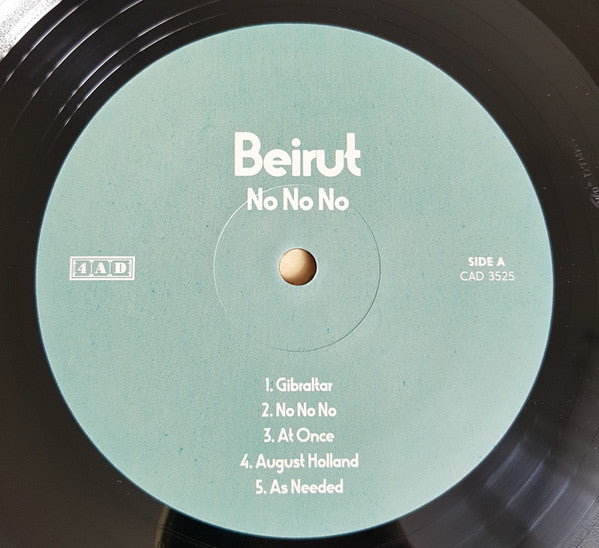 Beirut
No No No
4AD
SIDE A
CAD 3525
1. Gibraltar
2. No No No
3. At Once
4. August Holland
5. As Needed